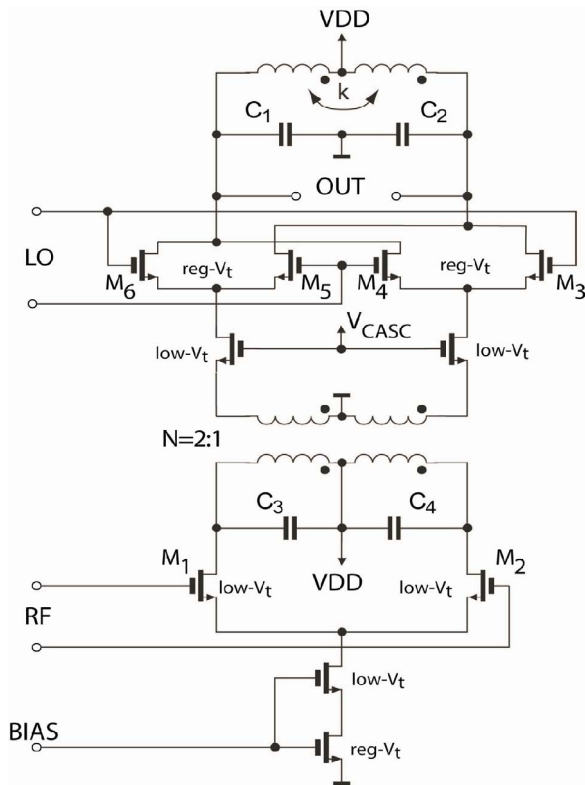 VDD
k
C1 C2
OUT
LO
M6 reg-Vt M5 M4 reg-Vt M3
VCASC
low-Vt low-Vt
N=2:1
C3 C4
M1 M2
low-Vt VDD low-Vt
RF
low-Vt
BIAS
reg-Vt